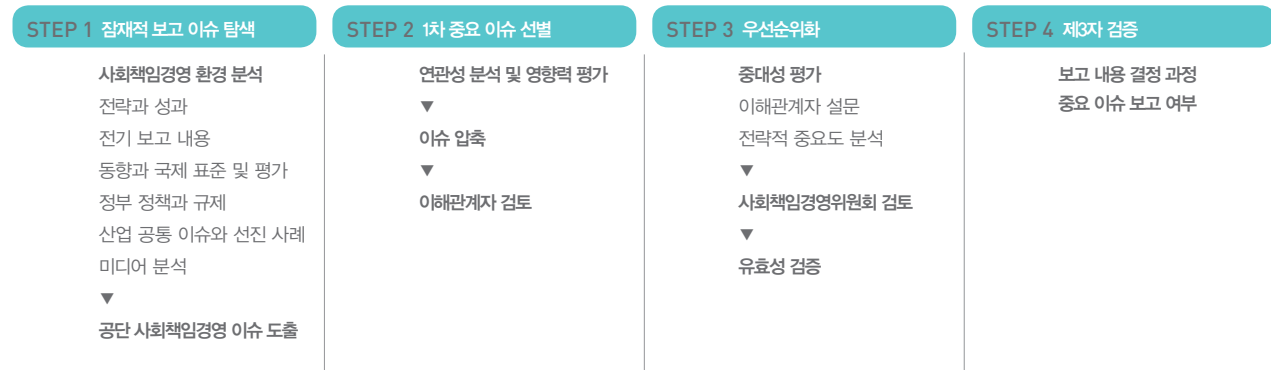 STEP 1 잠재적 보고 이슈 탐색
사회책임경영 환경 분석
전략과 성과
전기 보고 내용
동향과 국제 표준 및 평가
정부 정책과 규제
산업 공통 이슈와 선진 사례
미디어 분석
▼
공단 사회책임경영 이슈 도출
STEP 2 1차 중요 이슈 선별
연관성 분석 및 영향력 평가
▼
이슈 압축
▼
이해관계자 검토
STEP 3 우선순위화
중대성 평가
이해관계자 설문
전략적 중요도 분석
▼
사회책임경영위원회 검토
▼
유효성 검증
STEP 4 제3자 검증
보고 내용 결정 과정
중요 이슈 보고 여부